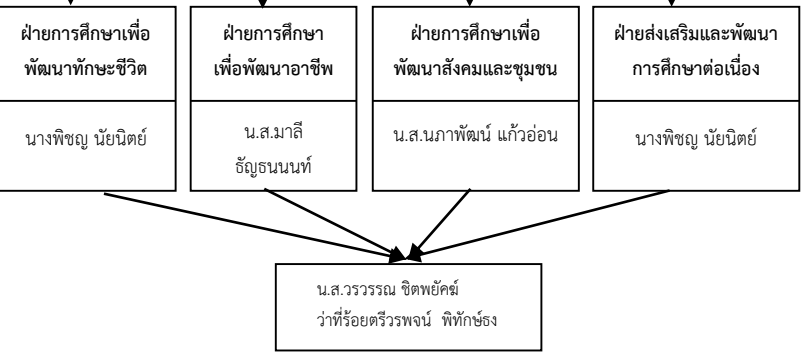 ฝ่ายการศึกษาเพื่อ
พัฒนาทักษะชีวิต
นางพิชญ นัยนิตย์
ฝ่ายการศึกษา
เพื่อพัฒนาอาชีพ
น.ส.มาลี
ธัญธนนนท์
ฝ่ายการศึกษาเพื่อ
พัฒนาสังคมและชุมชน
น.ส.นภาพัฒน์ แก้วอ่อน
ฝ่ายส่งเสริมและพัฒนา
การศึกษาต่อเนื่อง
นางพิชญ นัยนิตย์
น.ส.วรวรรณ ชิตพยัคฆ์
ว่าที่ร้อยตรีวรพจน์ พิทักษ์ธง